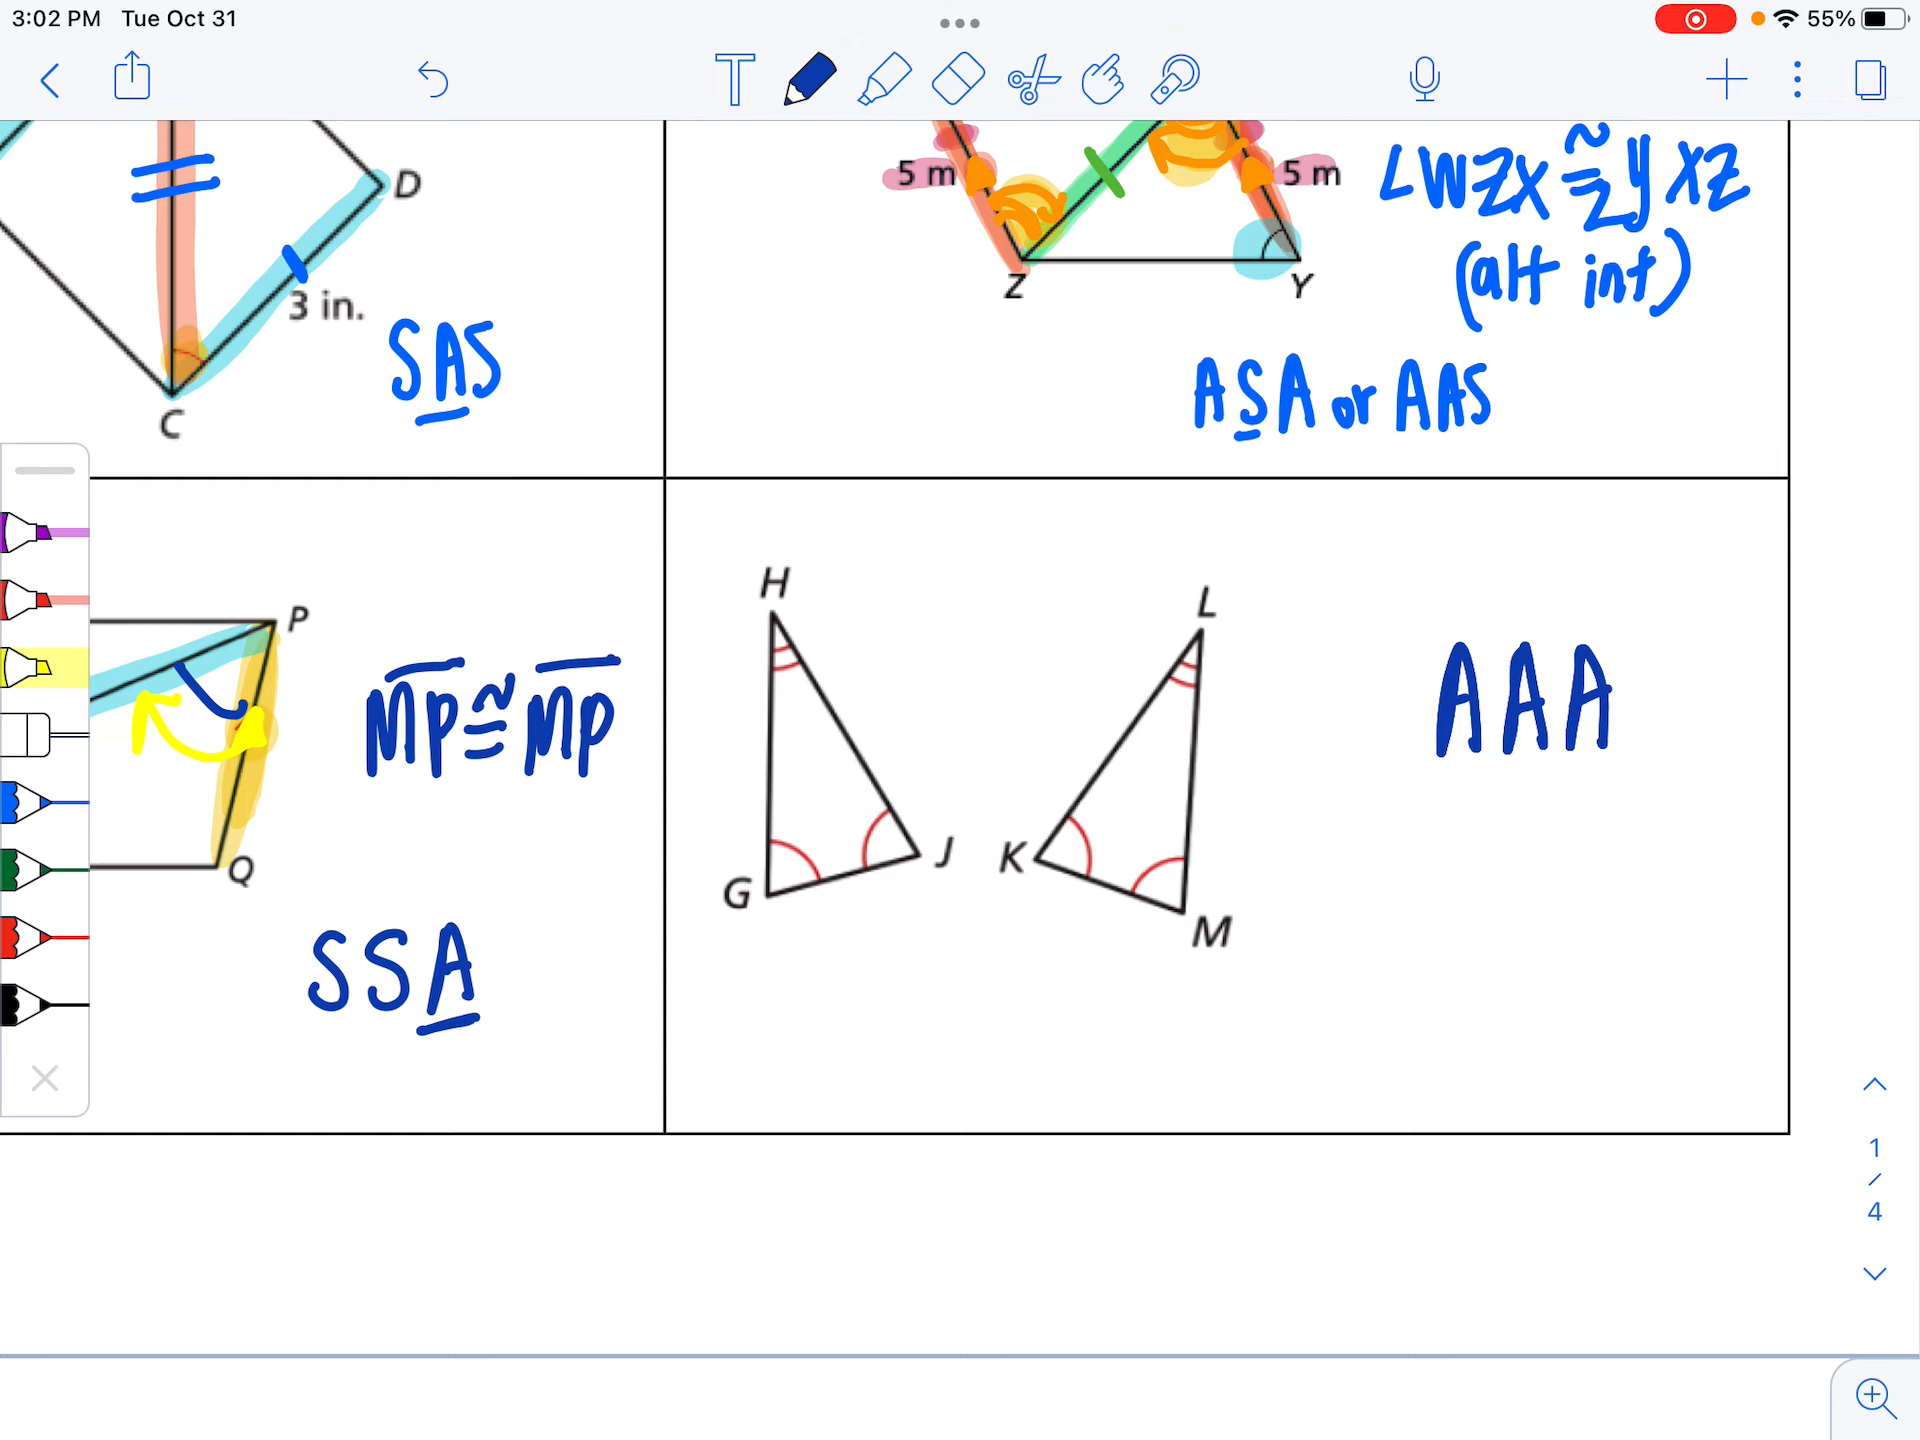 3:02 PM Tue Oct 31
55%
D
3 in.
C
SAS
5 m
5 m
Z
Y
∠WZX ≅ ∠YXZ
(alt int)
ASA or AAS
P
Q
MP ≅ MP
SSA
H
G
J
L
K
M
AAA
1
/
4